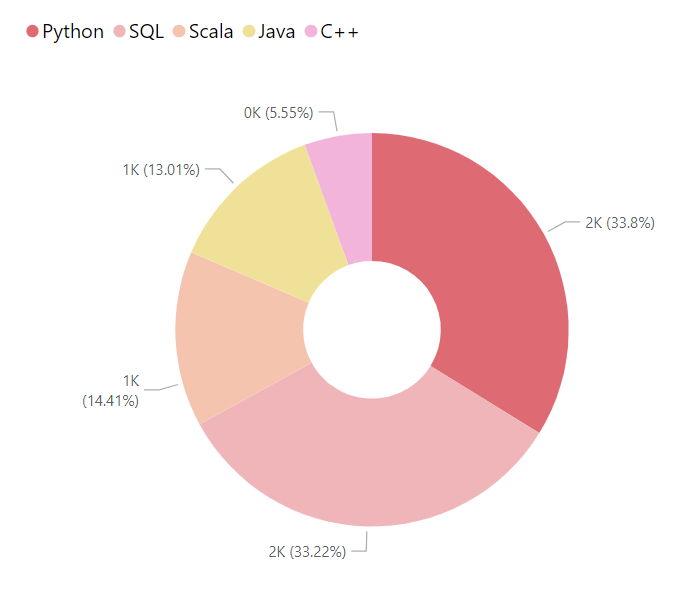 Python SQL Scala Java C++
0K (5.55%)
1K (13.01%)
2K (33.8%)
1K
(14.41%)
2K (33.22%)